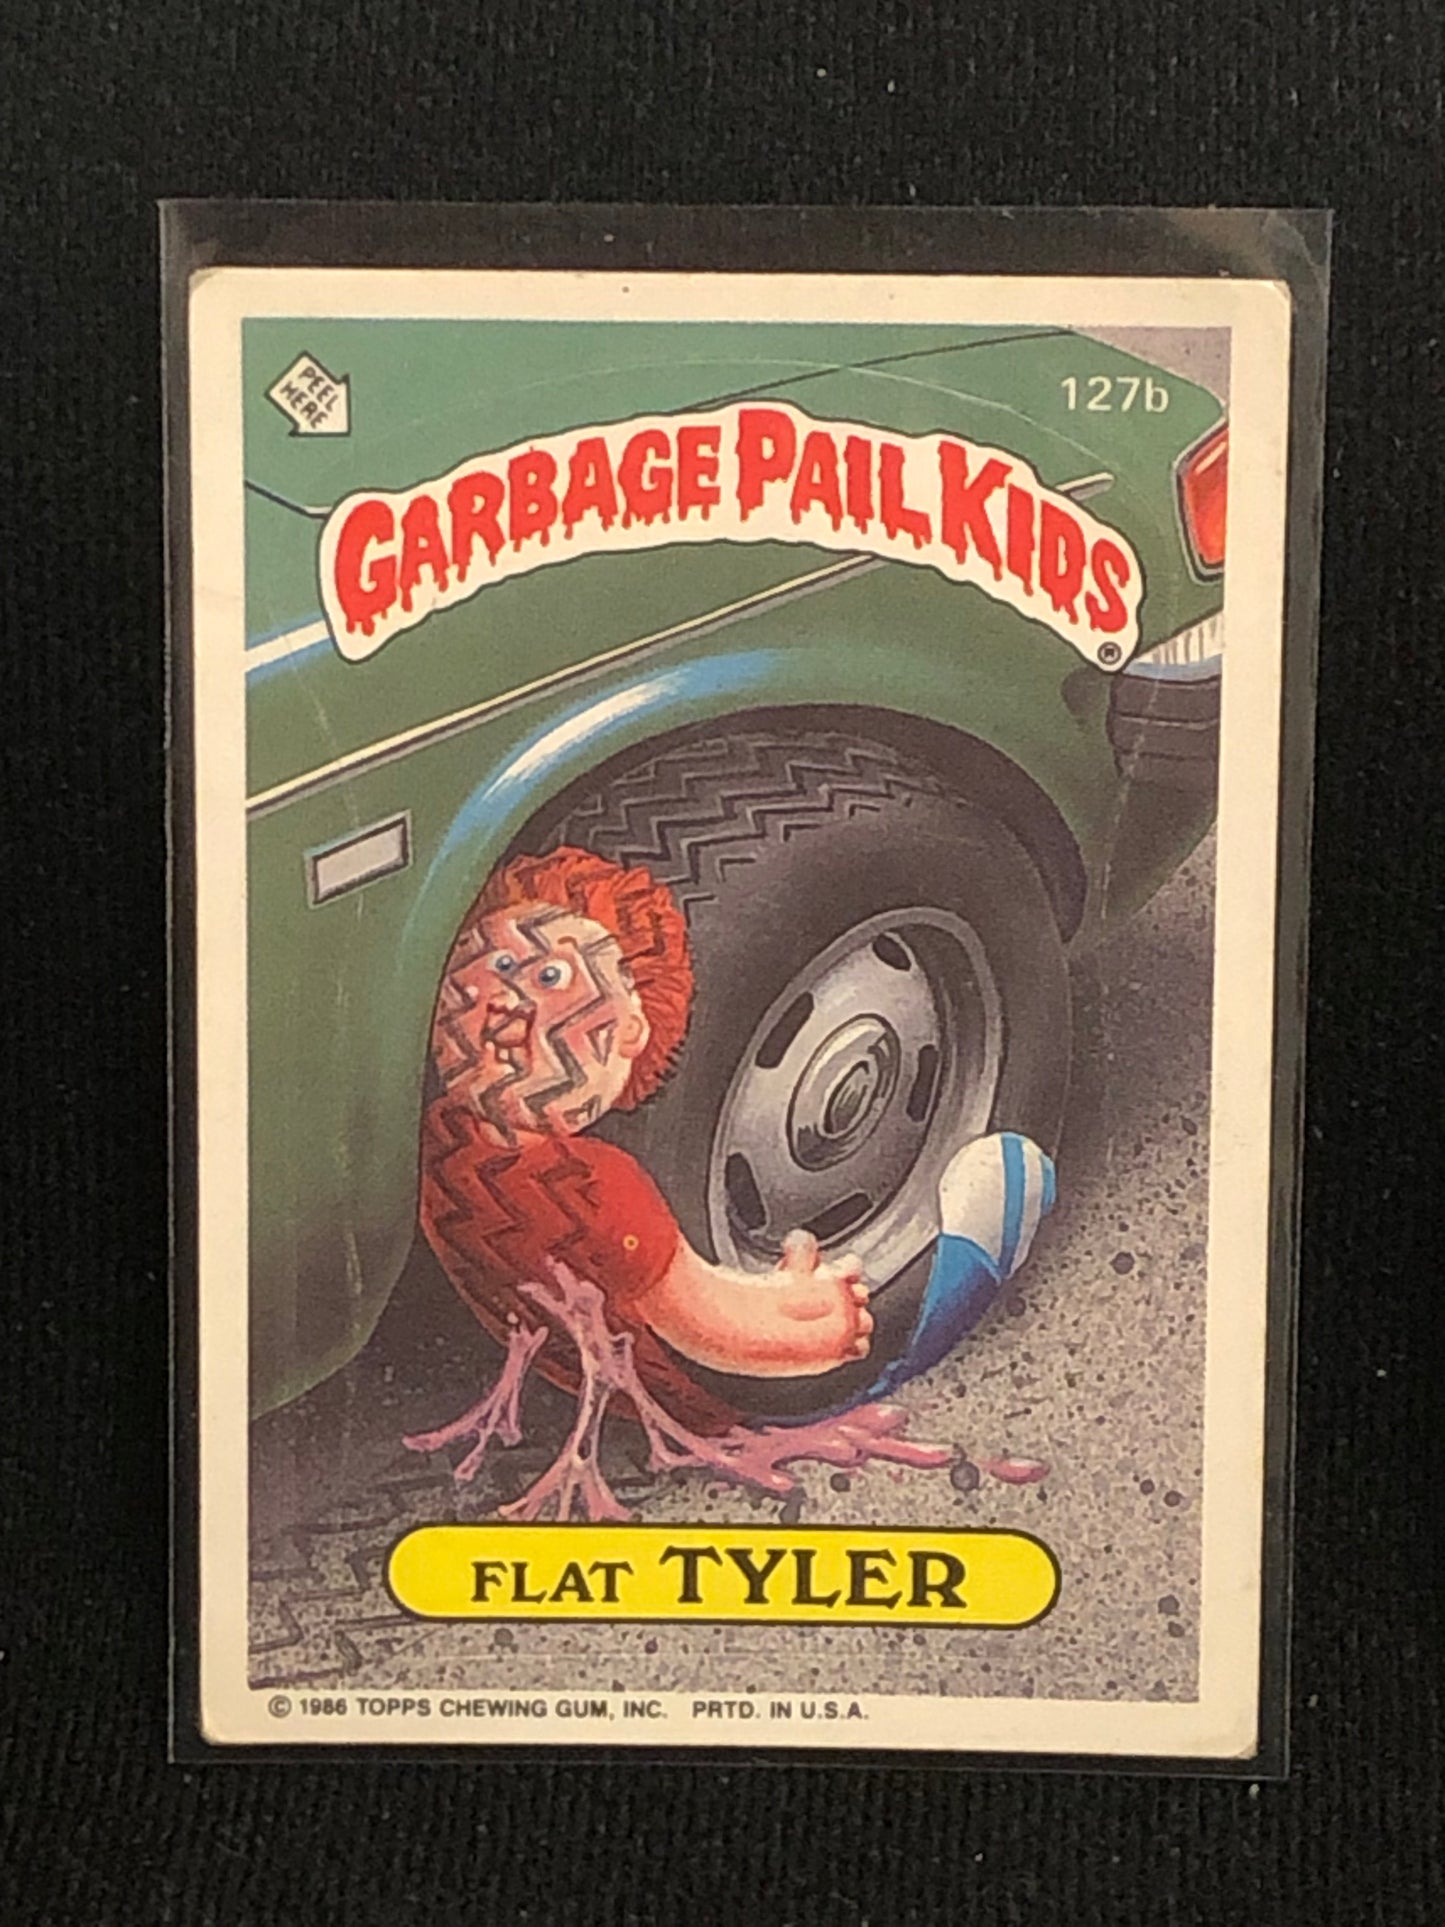 PEEL
HERE
127b
GARBAGE PAIL KIDS
®
FLAT TYLER
© 1986 TOPPS CHEWING GUM, INC. PRTD. IN U.S.A.